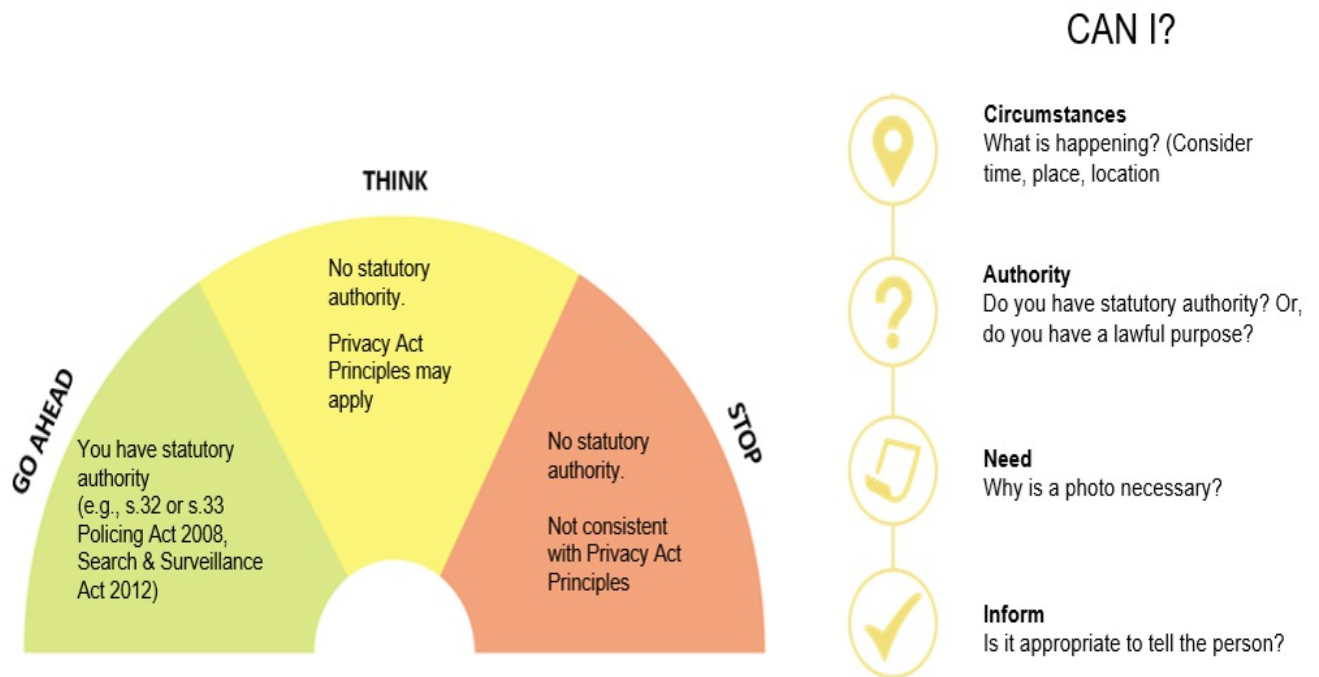 THINK
GO AHEAD
STOP
No statutory
authority.
Privacy Act
Principles may
apply
You have statutory
authority
(e.g., s.32 or s.33
Policing Act 2008,
Search & Surveillance
Act 2012)
No statutory
authority.
Not consistent
with Privacy Act
Principles
CAN I?
Circumstances
What is happening? (Consider
time, place, location
Authority
Do you have statutory authority? Or,
do you have a lawful purpose?
Need
Why is a photo necessary?
Inform
Is it appropriate to tell the person?